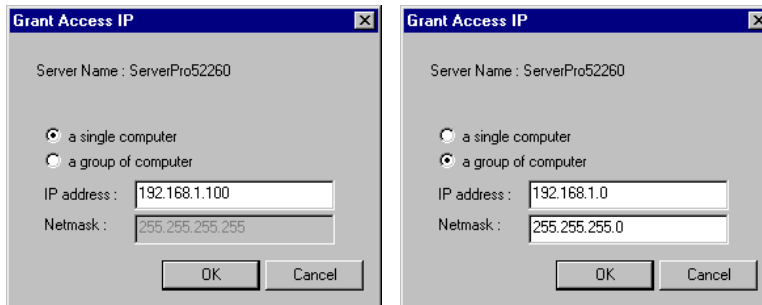 Grant Access IP
Server Name : ServerPro52260
a single computer
a group of computer
IP address : 192.168.1.100
Netmask : 255.255.255.255
OK Cancel
Grant Access IP
Server Name : ServerPro52260
a single computer
a group of computer
IP address : 192.168.1.0
Netmask : 255.255.255.0
OK Cancel